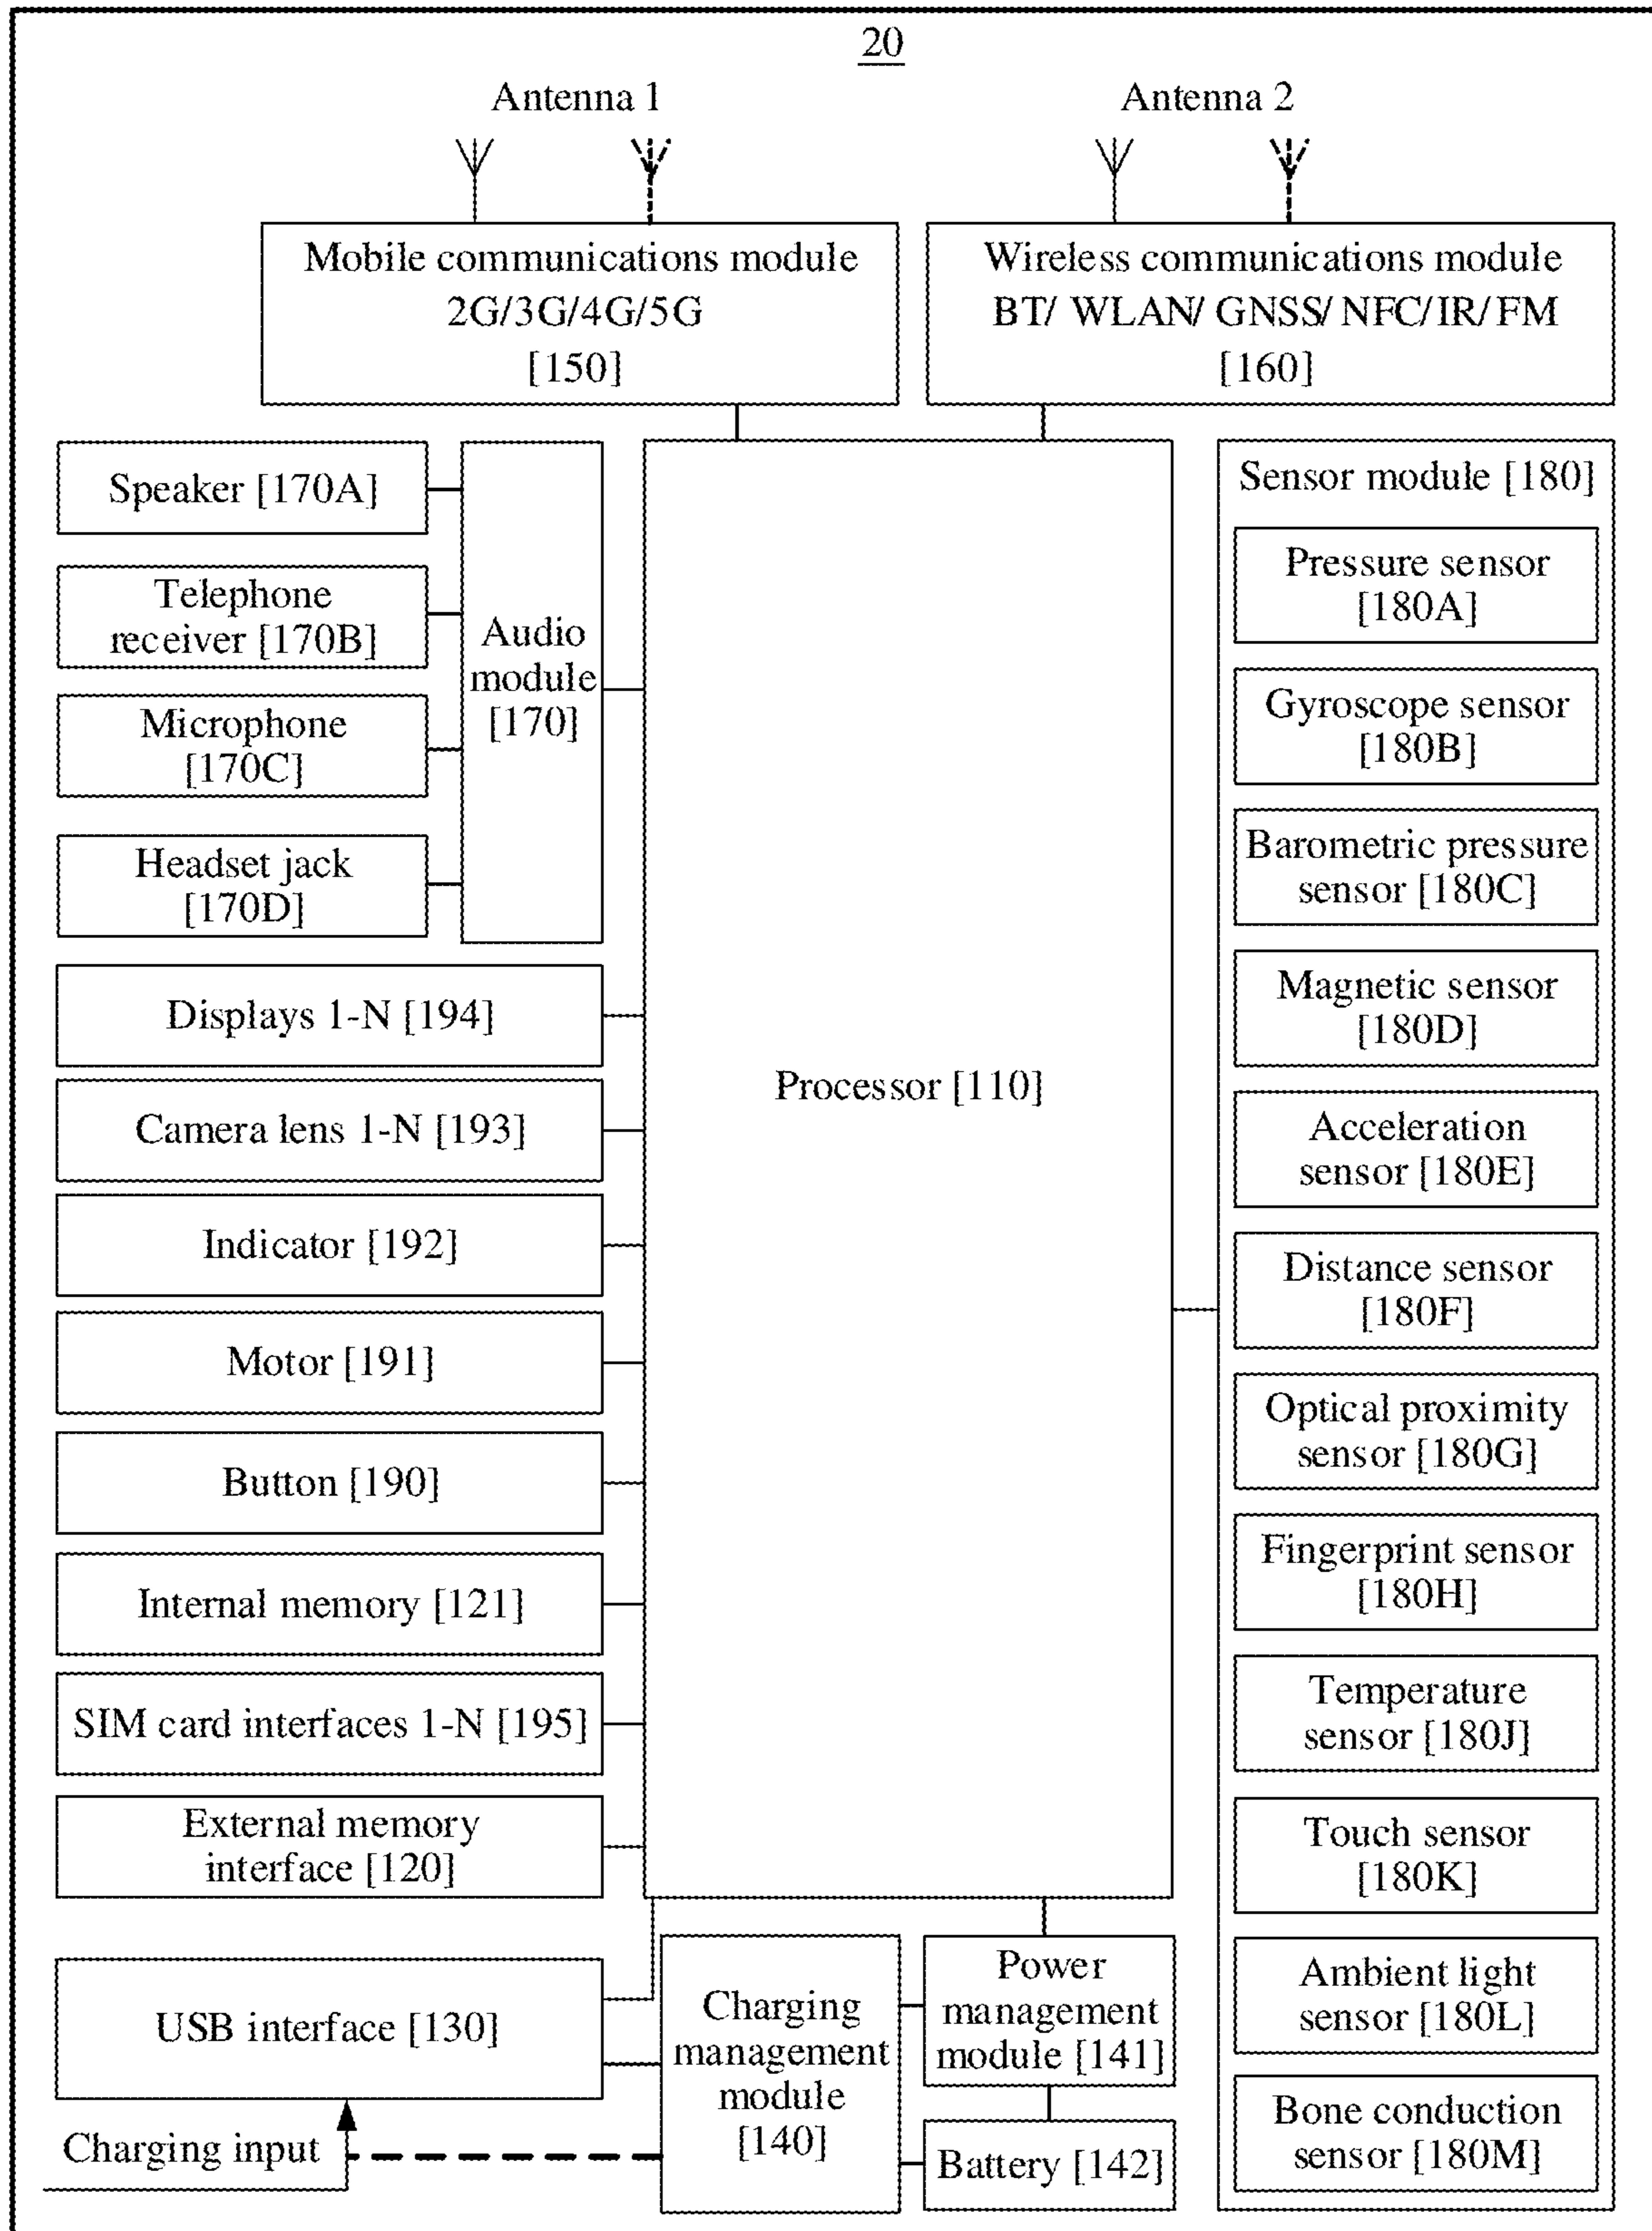 20
Antenna 1
Antenna 2
Mobile communications module
2G/3G/4G/5G
[150]
Wireless communications module
BT/ WLAN/ GNSS/ NFC/IR/FM
[160]
Speaker [170A]
Telephone
receiver [170B]
Microphone
[170C]
Headset jack
[170D]
Audio
module
[170]
Displays 1-N [194]
Camera lens 1-N [193]
Indicator [192]
Motor [191]
Button [190]
Internal memory [121]
SIM card interfaces 1-N [195]
External memory
interface [120]
USB interface [130]
Charging input
Processor [110]
Charging
management
module
[140]
Power
management
module [141]
Battery [142]
Sensor module [180]
Pressure sensor
[180A]
Gyroscope sensor
[180B]
Barometric pressure
sensor [180C]
Magnetic sensor
[180D]
Acceleration
sensor [180E]
Distance sensor
[180F]
Optical proximity
sensor [180G]
Fingerprint sensor
[180H]
Temperature
sensor [180J]
Touch sensor
[180K]
Ambient light
sensor [180L]
Bone conduction
sensor [180M]